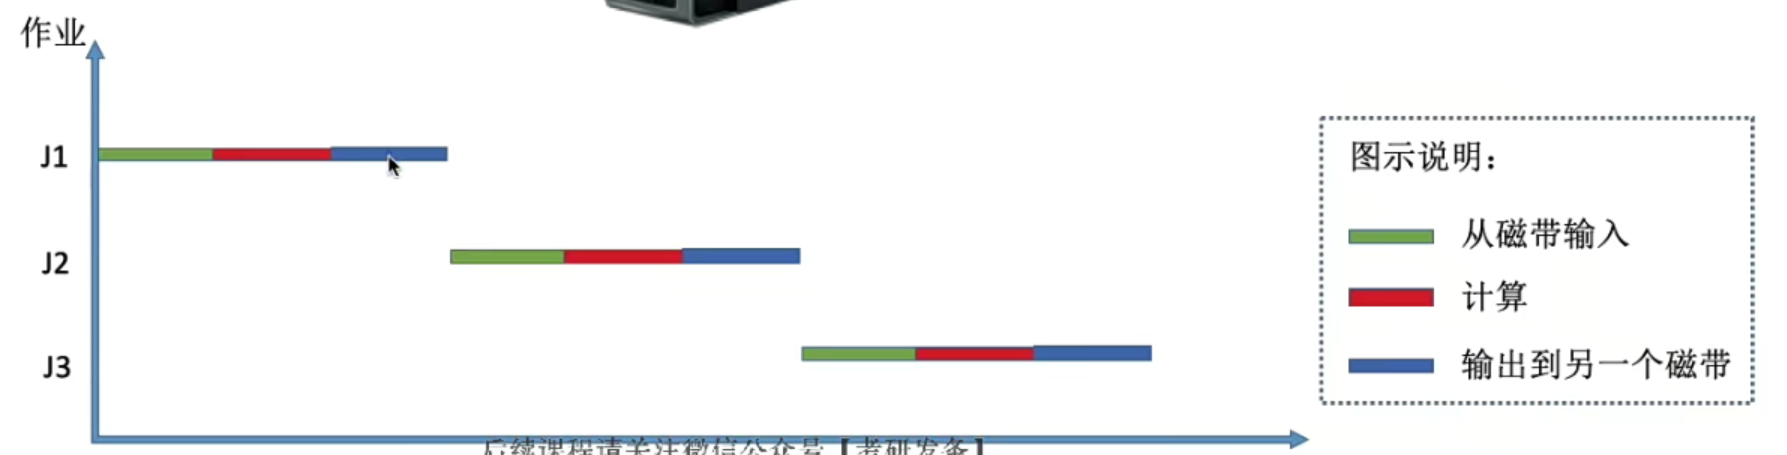 作业
J1
J2
J3
图示说明：
从磁带输入
计算
输出到另一个磁带
后续课程请关注微信公众号【考研发条】